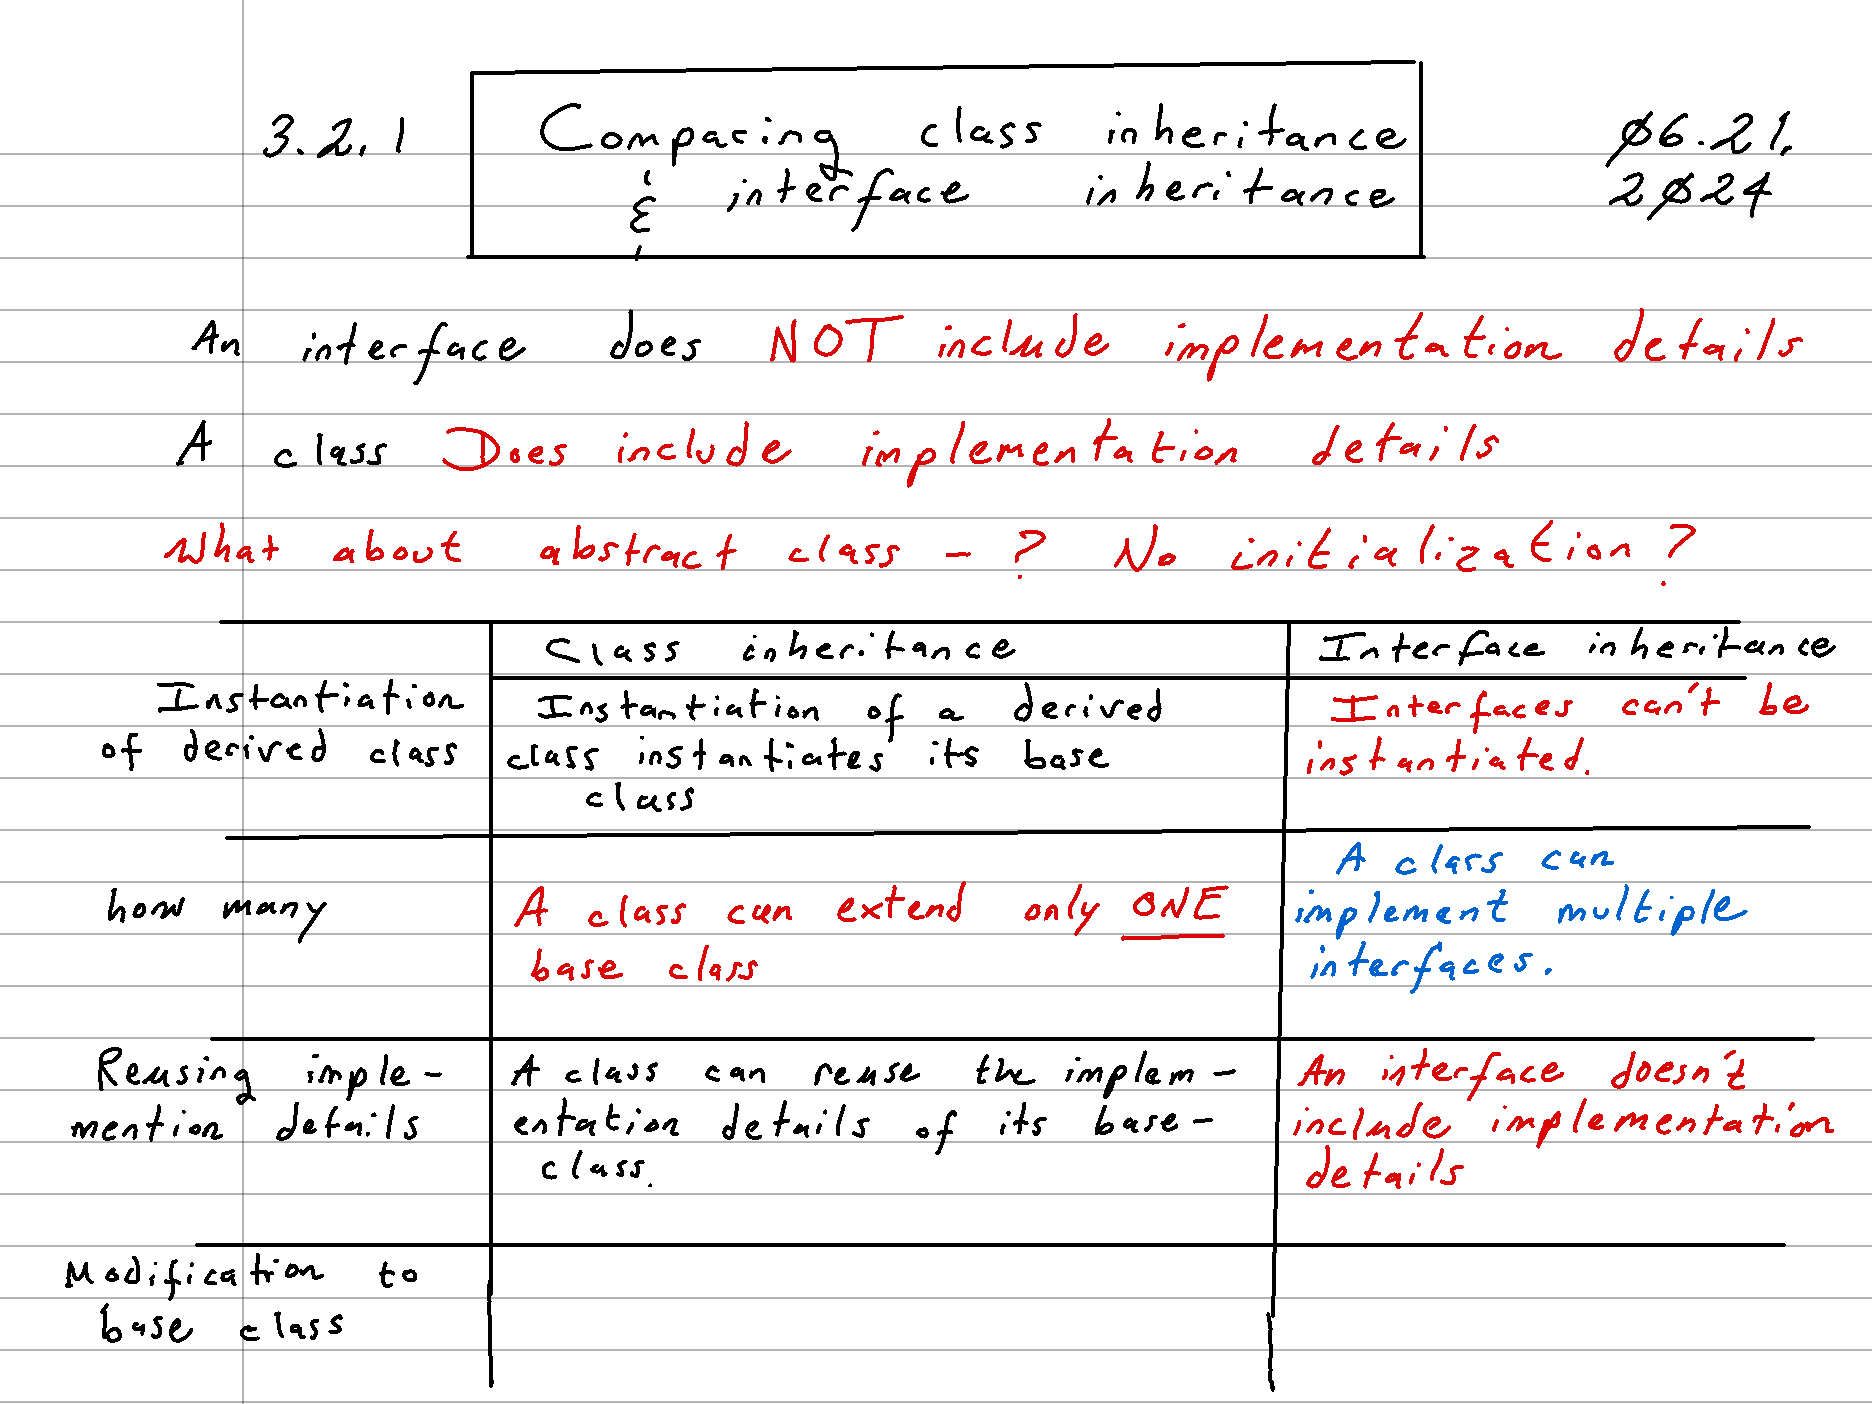 3.2.1 Comparing class inheritance Ø6.21.
& interface inheritance 2Ø24
An interface does NOT include implementation details
A class Does include implementation details
What about abstract class - ? No initialization?
Class inheritance Interface inheritance
Instantiation of derived class
Instantiation of a derived
class instantiates its base
class
Interfaces can't be
instantiated.
how many
A class can extend only ONE
base class
A class can
implement multiple
interfaces.
Reusing imple-
mention details
A class can reuse the implem-
entation details of its base-
class.
An interface doesn't
include implementation
details
Modification to
base class